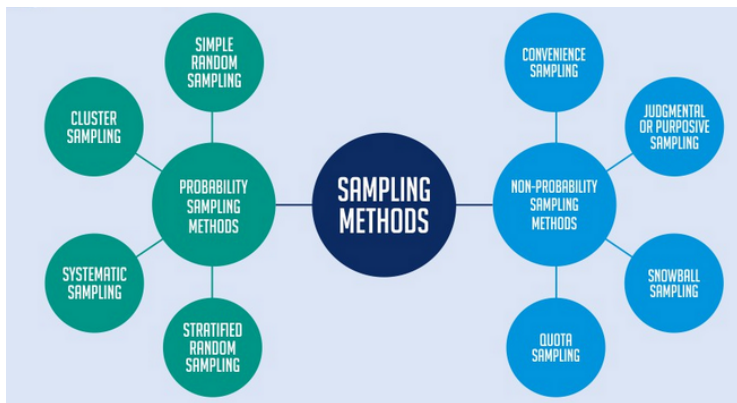 SIMPLE
RANDOM
SAMPLING
CLUSTER
SAMPLING
PROBABILITY
SAMPLING
METHODS
SYSTEMATIC
SAMPLING
STRATIFIED
RANDOM
SAMPLING
SAMPLING
METHODS
CONVENIENCE
SAMPLING
JUDGMENTAL
OR PURPOSIVE
SAMPLING
NON-PROBABILITY
SAMPLING
METHODS
SNOWBALL
SAMPLING
QUOTA
SAMPLING